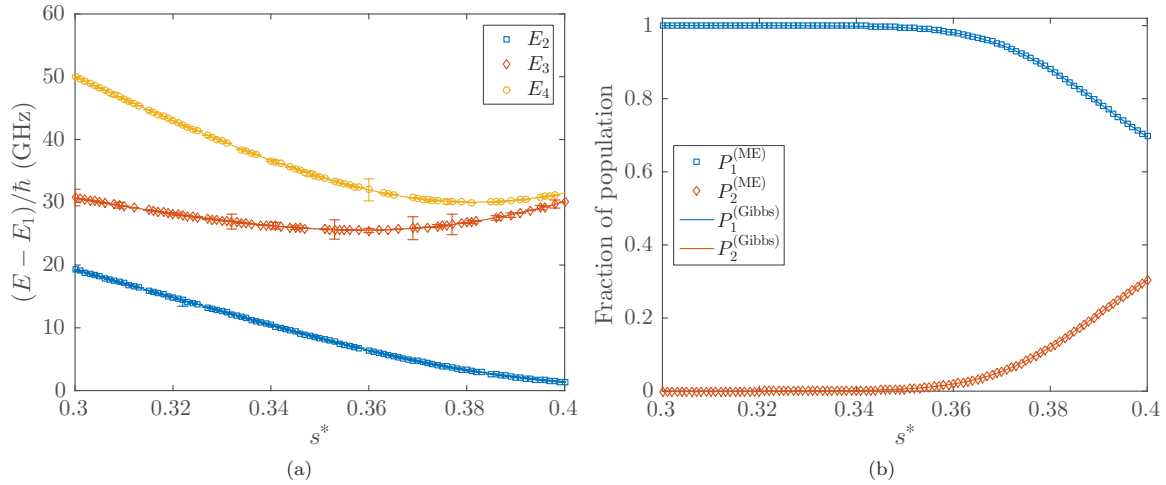 60
50
40
30
20
10
0
0.3 0.32 0.34 0.36 0.38 0.4
(E − E₁)/ℏ (GHz)
s*
E₂
E₃
E₄
(a)
1
0.8
0.6
0.4
0.2
0
0.3 0.32 0.34 0.36 0.38 0.4
Fraction of population
s*
P₁^(ME)
P₂^(ME)
P₁^(Gibbs)
P₂^(Gibbs)
(b)